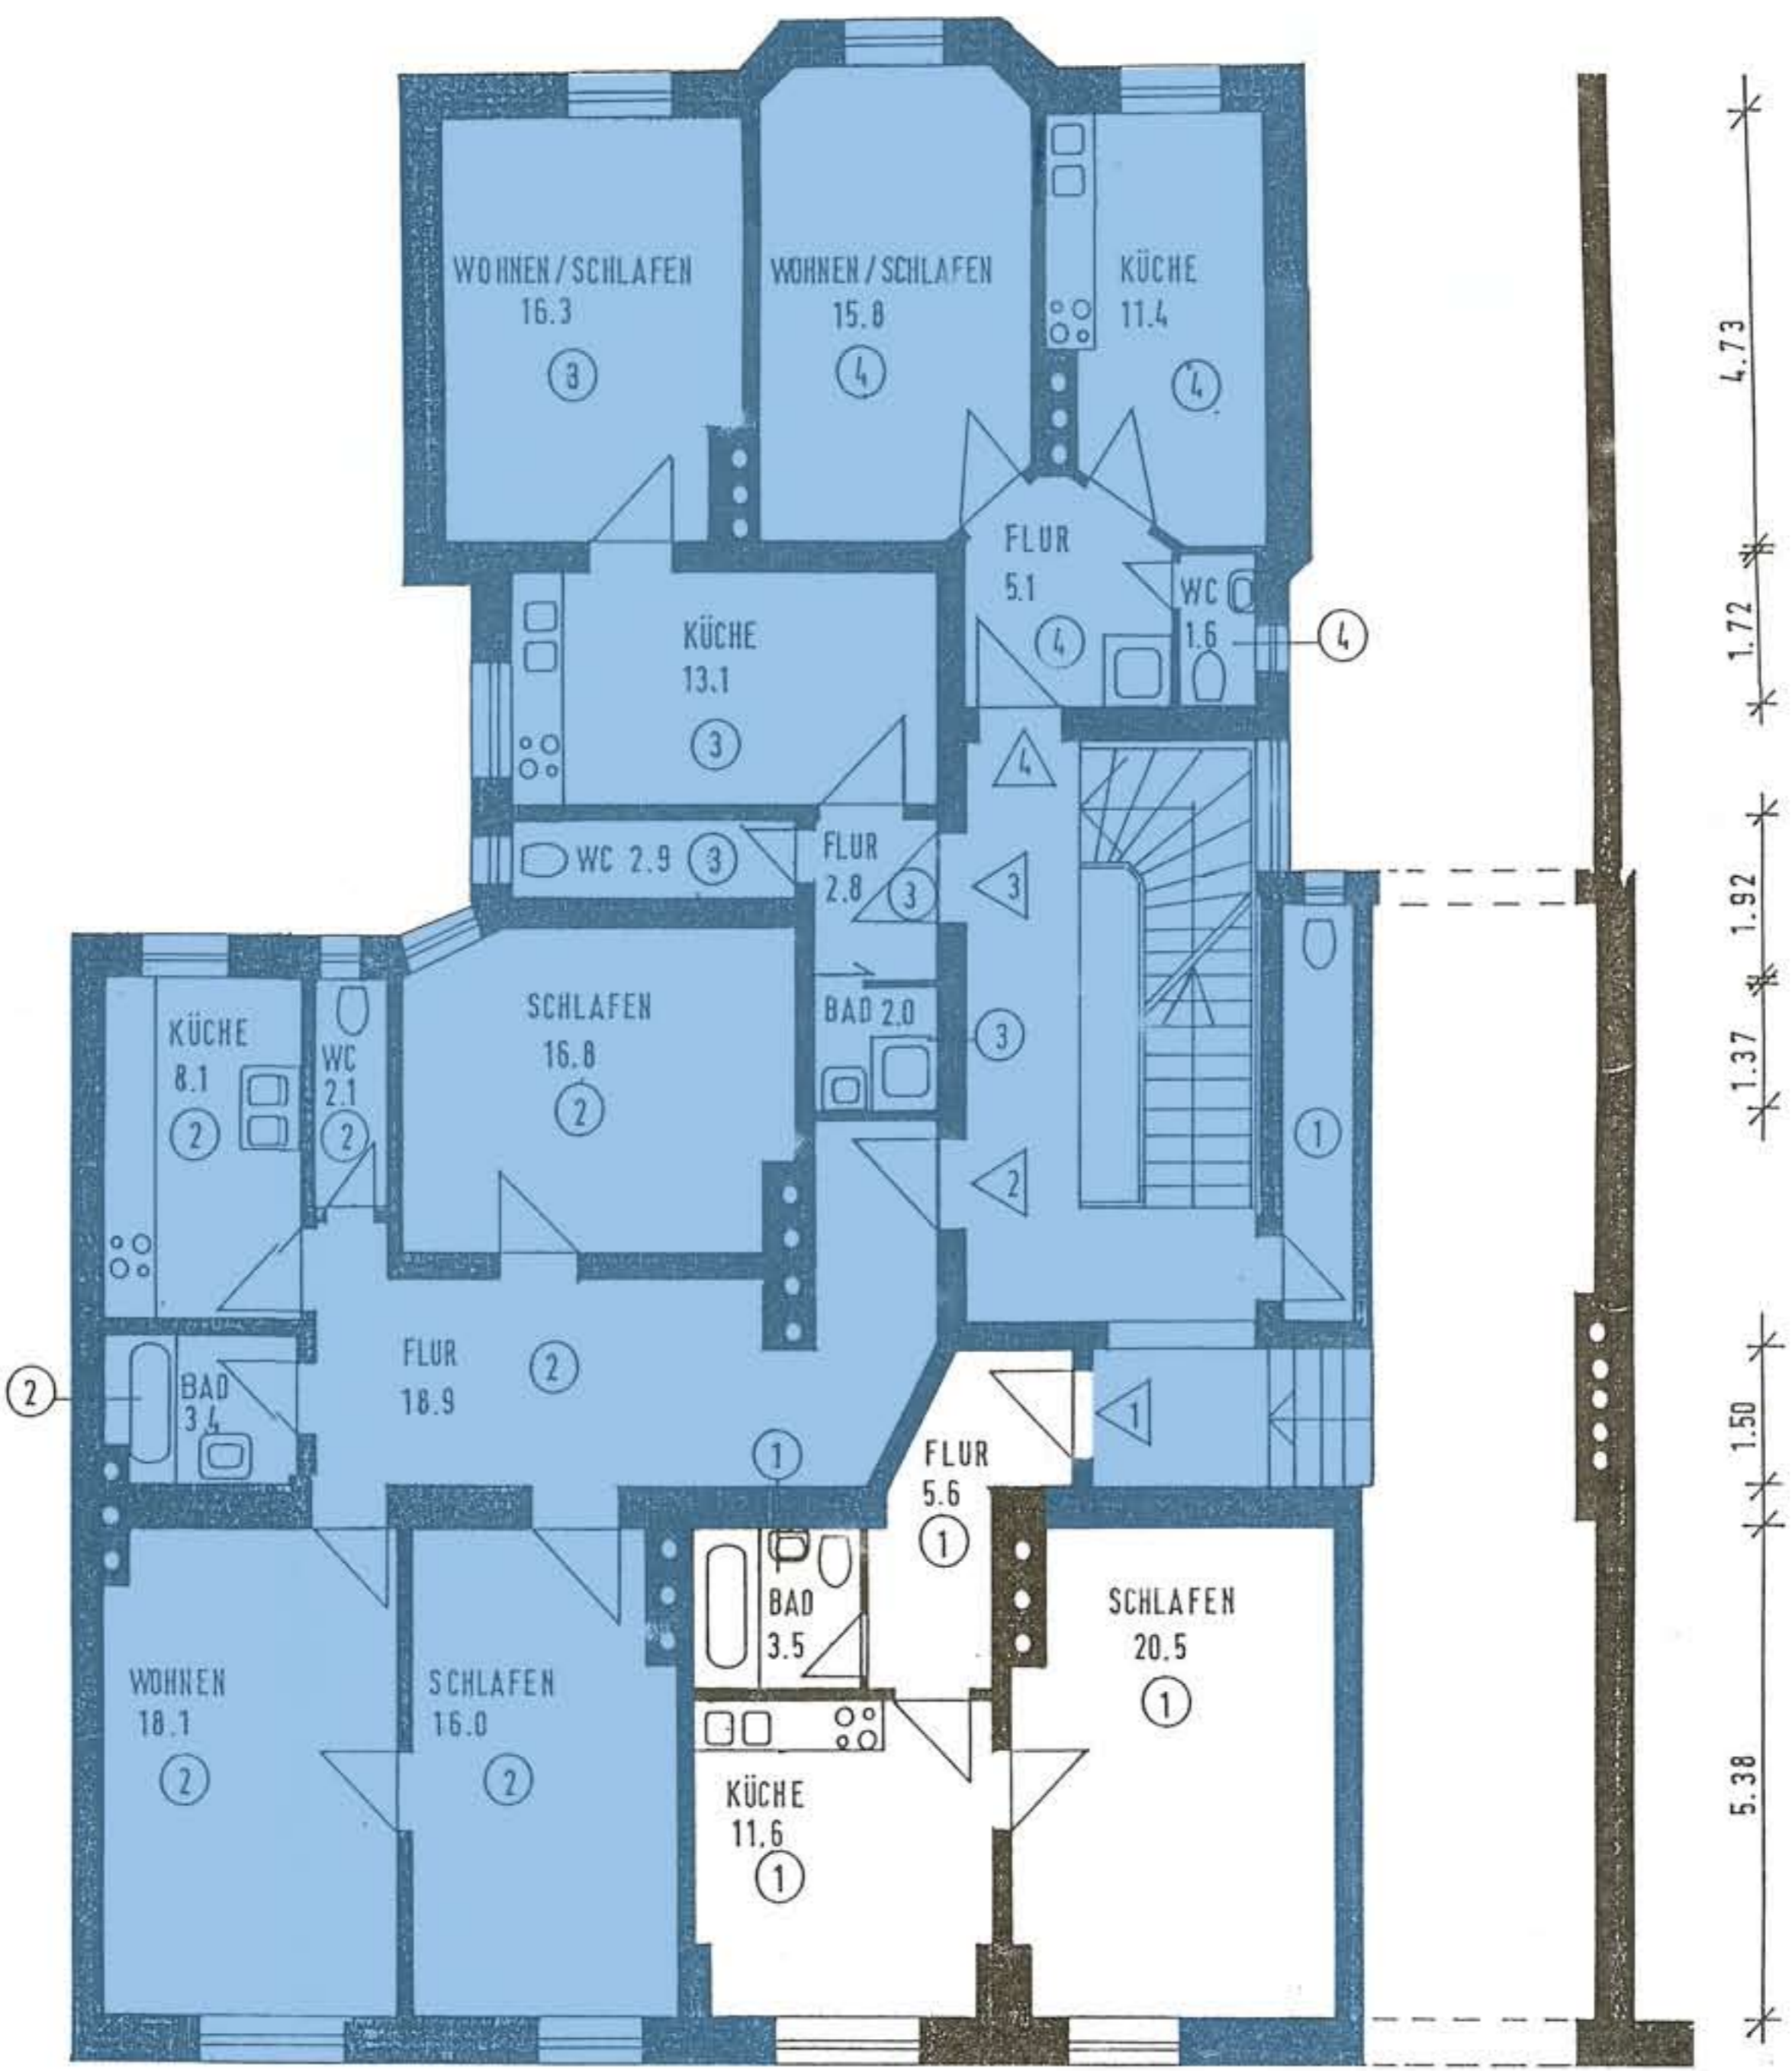 WOHNEN/SCHLAFEN
16.3
3
WOHNEN/SCHLAFEN
15.8
4
KÜCHE
11.4
4
4.73
FLUR
5.1
4
WC
1.6
4
1.72
KÜCHE
13.1
3
4
WC 2.9 3
FLUR
2.8 3
3
1.92
KÜCHE
8.1
2
WC
2.1
2
SCHLAFEN
16.8
2
BAD 2.0
3
1.37
2
1
2
BAD
3.4
FLUR
18.9
2
1
1
FLUR
5.6
1
1.50
BAD
3.5
SCHLAFEN
20.5
1
WOHNEN
18.1
2
SCHLAFEN
16.0
2
KÜCHE
11.6
1
5.38